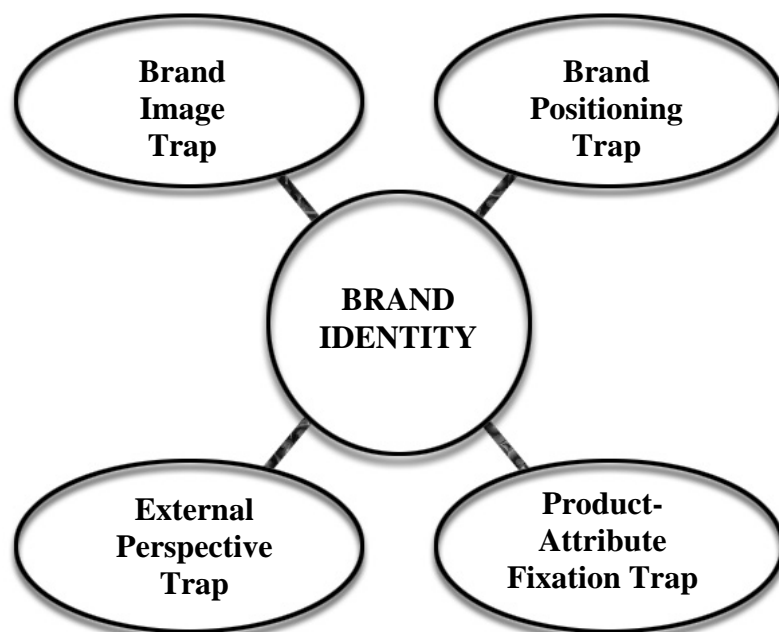 Brand
Image
Trap
Brand
Positioning
Trap
BRAND
IDENTITY
External
Perspective
Trap
Product-
Attribute
Fixation Trap